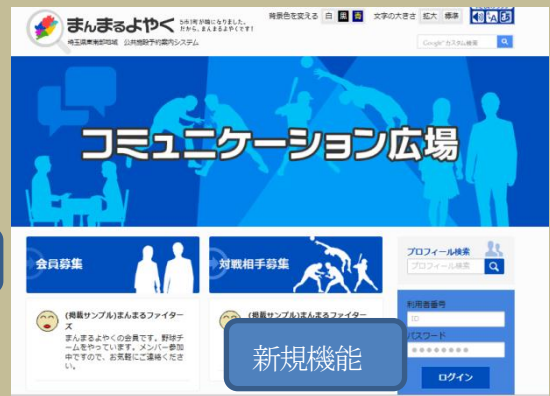 まんまるよやく 5市1町が輪になりました。
だから、まんまるよやくです!
埼玉県東南部地域 公共施設予約案内システム
背景色を変える 白 黒 青 文字の大きさ 拡大 標準
Google カスタム検索
コミュニケーション広場
会員募集
対戦相手募集
プロフィール検索
プロフィール検索
(掲載サンプル)まんまるファイターズ
まんまるよやくの会員です。野球チームをやっています。メンバー参加中ですので、お気軽にご連絡ください。
(掲載サンプル)まんまるファイター
新規機能
利用者番号
ID
パスワード
ログイン